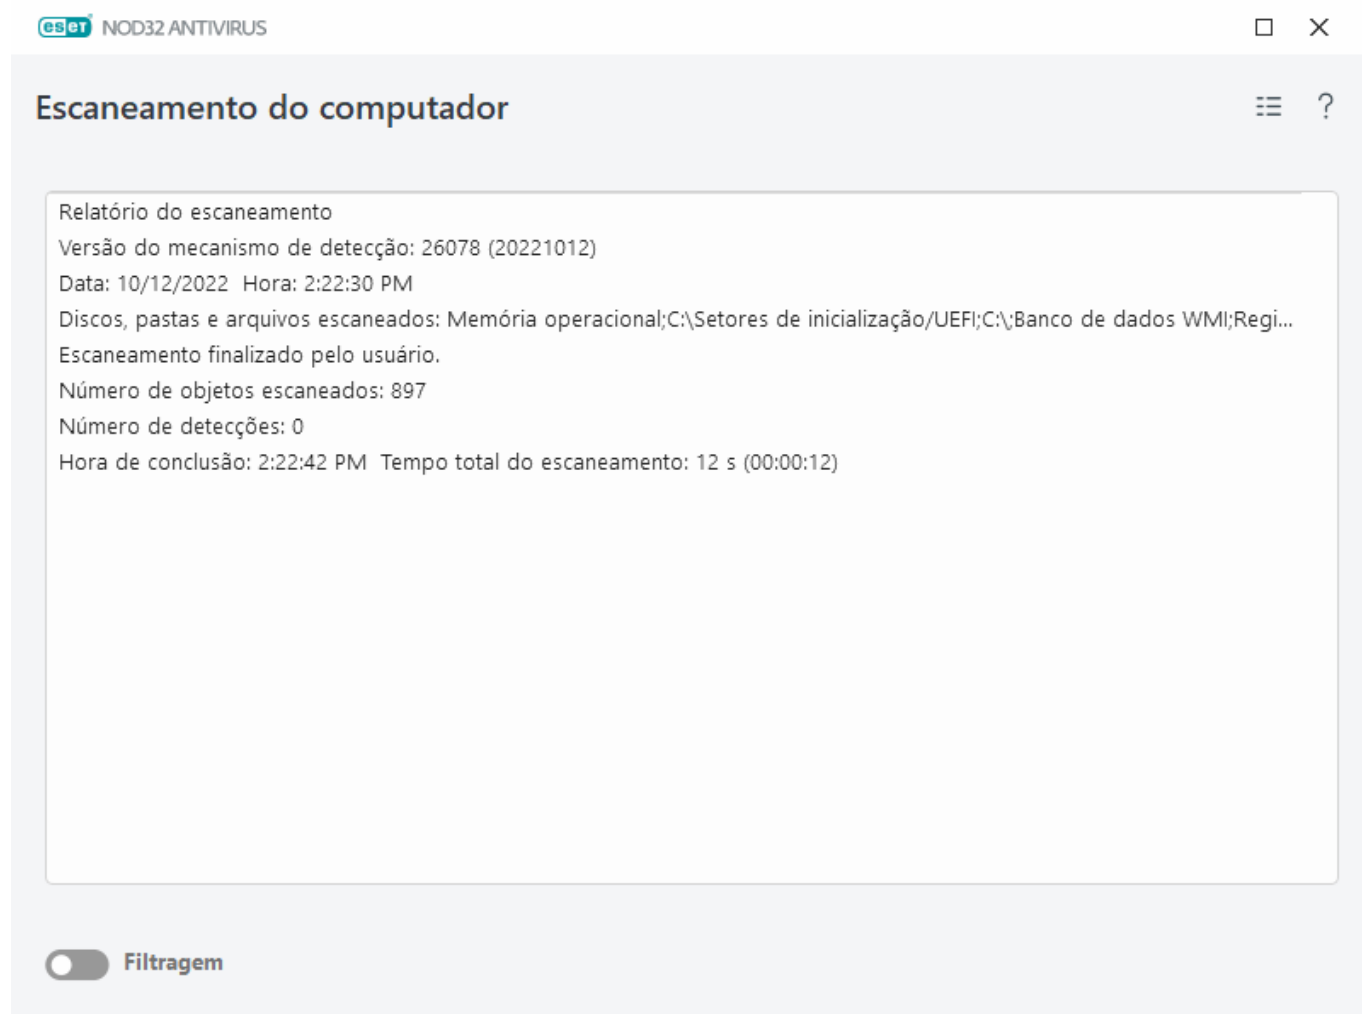 eset NOD32 ANTIVIRUS
Escaneamento do computador
?
Relatório do escaneamento
Versão do mecanismo de detecção: 26078 (20221012)
Data: 10/12/2022 Hora: 2:22:30 PM
Discos, pastas e arquivos escaneados: Memória operacional;C:\Setores de inicialização/UEFI;C:\;Banco de dados WMI;Regi...
Escaneamento finalizado pelo usuário.
Número de objetos escaneados: 897
Número de detecções: 0
Hora de conclusão: 2:22:42 PM Tempo total do escaneamento: 12 s (00:00:12)
Filtragem